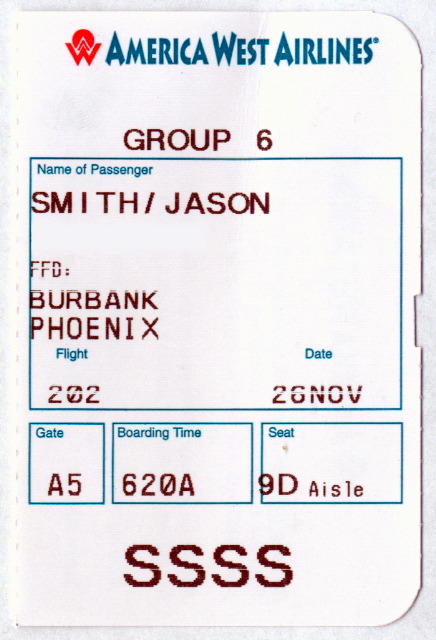 AMERICA WEST AIRLINES®
GROUP 6
Name of Passenger
SMITH/JASON
FFD:
BURBANK
PHOENIX
Flight Date
202 26NOV
Gate Boarding Time Seat
A5 620A 9D Aisle
SSSS